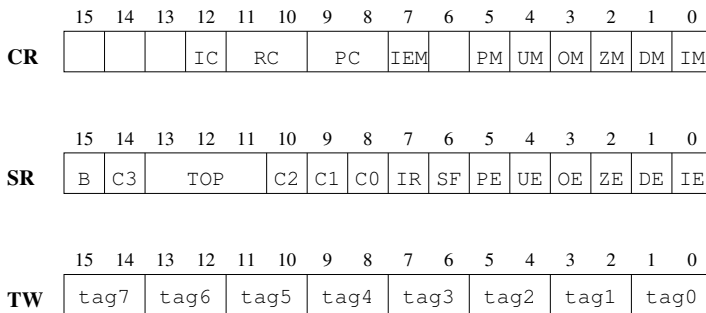 15 14 13 12 11 10 9 8 7 6 5 4 3 2 1 0
CR IC RC PC IEM PM UM OM ZM DM IM
15 14 13 12 11 10 9 8 7 6 5 4 3 2 1 0
SR B C3 TOP C2 C1 C0 IR SF PE UE OE ZE DE IE
15 14 13 12 11 10 9 8 7 6 5 4 3 2 1 0
TW tag7 tag6 tag5 tag4 tag3 tag2 tag1 tag0